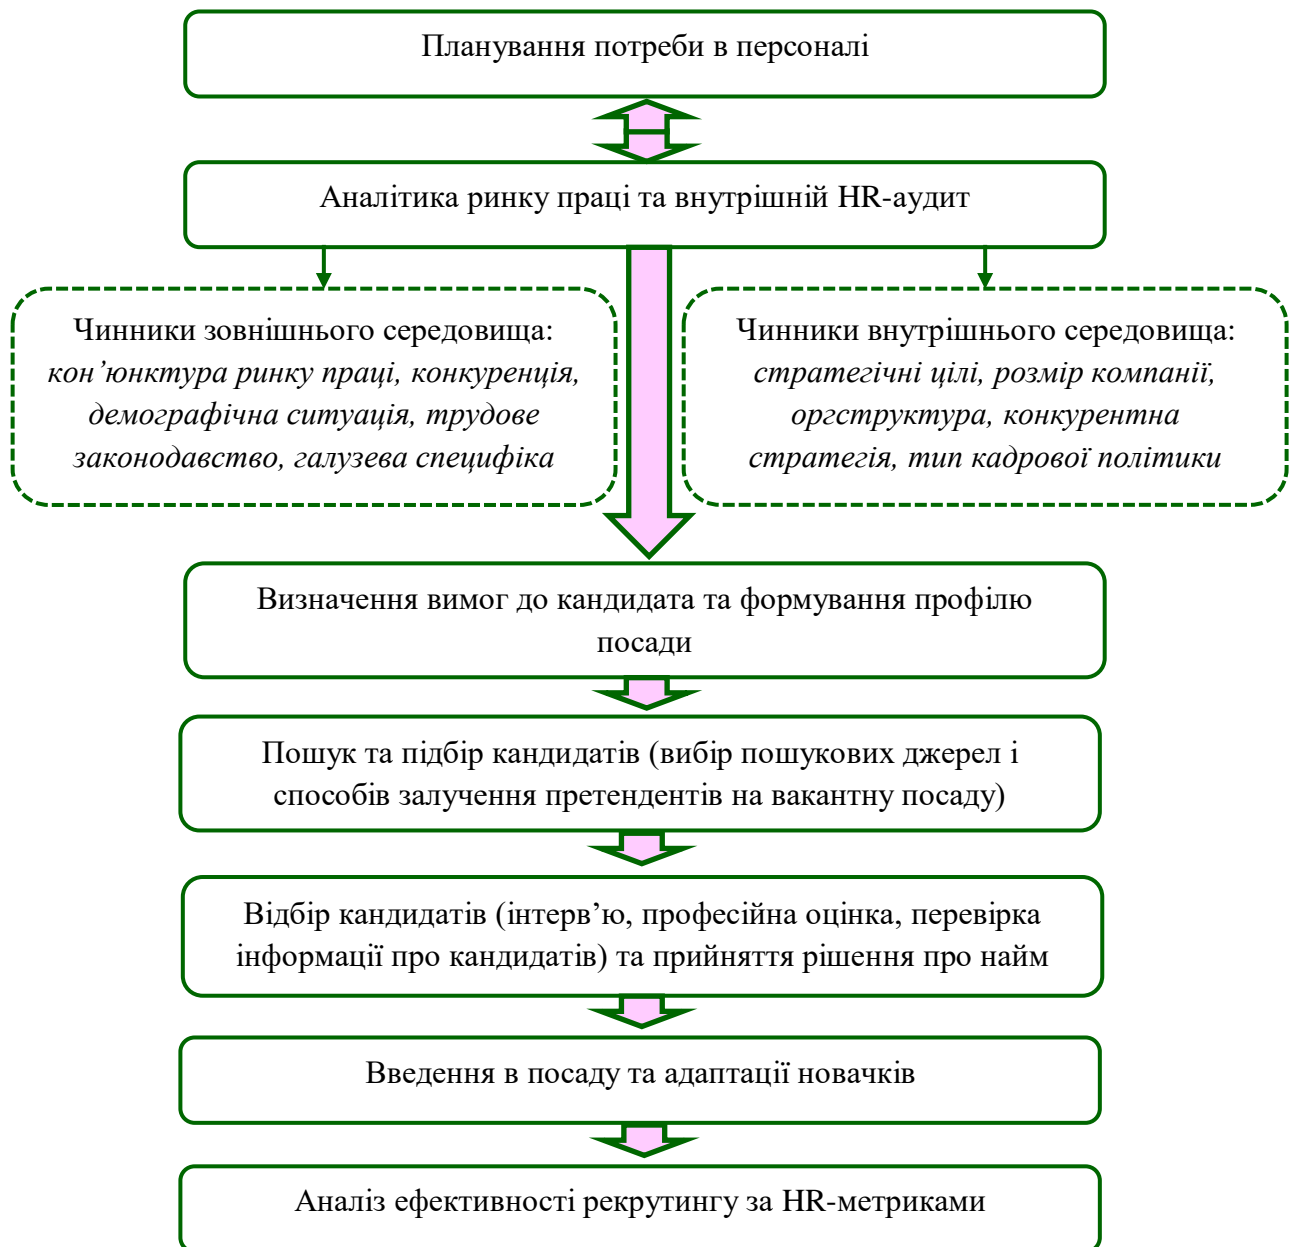 Планування потреби в персоналі
Аналітика ринку праці та внутрішній HR-аудит
Чинники зовнішнього середовища:
кон’юнктура ринку праці, конкуренція,
демографічна ситуація, трудове
законодавство, галузева специфіка
Чинники внутрішнього середовища:
стратегічні цілі, розмір компанії,
оргструктура, конкурентна
стратегія, тип кадрової політики
Визначення вимог до кандидата та формування профілю
посади
Пошук та підбір кандидатів (вибір пошукових джерел і
способів залучення претендентів на вакантну посаду)
Відбір кандидатів (інтерв’ю, професійна оцінка, перевірка
інформації про кандидатів) та прийняття рішення про найм
Введення в посаду та адаптації новачків
Аналіз ефективності рекрутингу за HR-метриками